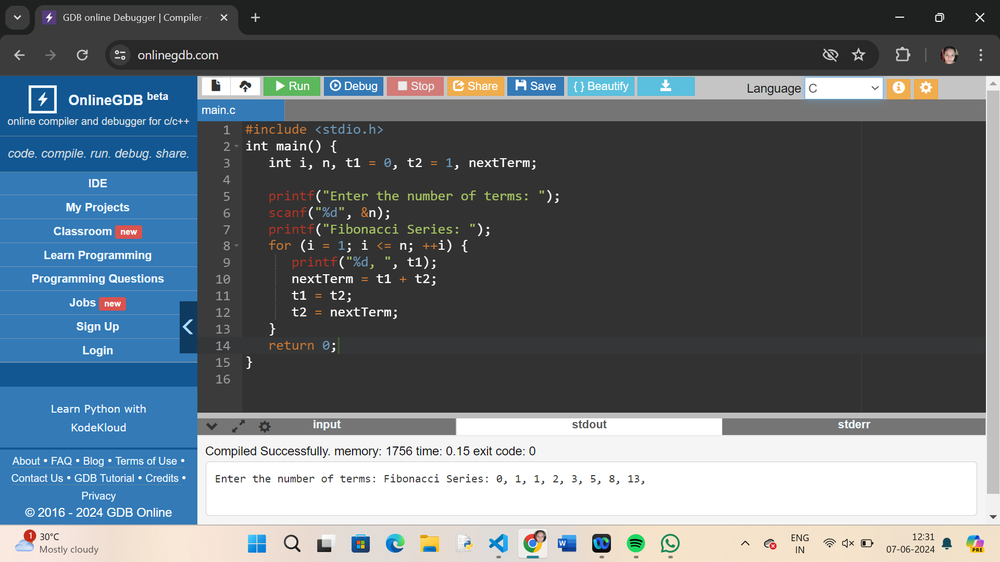 GDB online Debugger | Compiler -
onlinegdb.com
OnlineGDB beta
online compiler and debugger for c/c++
code. compile. run. debug. share.
IDE
My Projects
Classroom new
Learn Programming
Programming Questions
Jobs new
Sign Up
Login
Learn Python with
KodeKloud
About • FAQ • Blog • Terms of Use •
Contact Us • GDB Tutorial • Credits •
Privacy
© 2016 - 2024 GDB Online
Run Debug Stop Share Save { } Beautify Language C
main.c
1 #include <stdio.h>
2 int main() {
3 int i, n, t1 = 0, t2 = 1, nextTerm;
4
5 printf("Enter the number of terms: ");
6 scanf("%d", &n);
7 printf("Fibonacci Series: ");
8 for (i = 1; i <= n; ++i) {
9 printf("%d, ", t1);
10 nextTerm = t1 + t2;
11 t1 = t2;
12 t2 = nextTerm;
13 }
14 return 0;
15 }
16
input stdout stderr
Compiled Successfully. memory: 1756 time: 0.15 exit code: 0
Enter the number of terms: Fibonacci Series: 0, 1, 1, 2, 3, 5, 8, 13,
1
30°C
Mostly cloudy
W
ENG
IN
12:31
07-06-2024
PRE